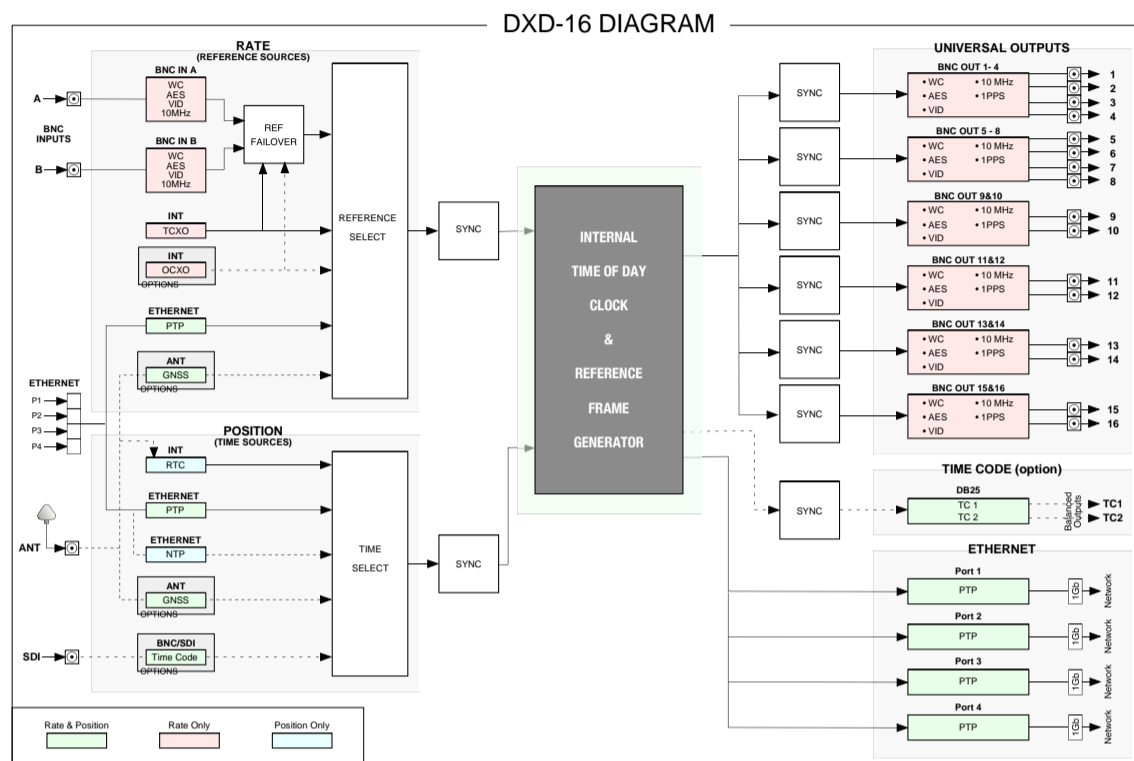 DXD-16 DIAGRAM
RATE
(REFERENCE SOURCES)
BNC IN A
WC
AES
VID
10MHz
A
BNC
INPUTS
B
BNC IN B
WC
AES
VID
10MHz
REF
FAILOVER
INT
TCXO
INT
OCXO
OPTIONS
ETHERNET
PTP
ANT
GNSS
OPTIONS
REFERENCE
SELECT
SYNC
ETHERNET
P1
P2
P3
P4
POSITION
(TIME SOURCES)
INT
RTC
ETHERNET
PTP
ETHERNET
NTP
ANT
GNSS
OPTIONS
BNC/SDI
Time Code
OPTIONS
ANT
SDI
TIME
SELECT
SYNC
INTERNAL
TIME OF DAY
CLOCK
&
REFERENCE
FRAME
GENERATOR
SYNC
SYNC
SYNC
SYNC
SYNC
SYNC
SYNC
UNIVERSAL OUTPUTS
BNC OUT 1- 4
• WC • 10 MHz
• AES • 1PPS
• VID
1
2
3
4
BNC OUT 5 - 8
• WC • 10 MHz
• AES • 1PPS
• VID
5
6
7
8
BNC OUT 9&10
• WC • 10 MHz
• AES • 1PPS
• VID
9
10
BNC OUT 11&12
• WC • 10 MHz
• AES • 1PPS
• VID
11
12
BNC OUT 13&14
• WC • 10 MHz
• AES • 1PPS
• VID
13
14
BNC OUT 15&16
• WC • 10 MHz
• AES • 1PPS
• VID
15
16
TIME CODE (option)
DB25
TC 1
TC 2
Balanced
Outputs
TC1
TC2
ETHERNET
Port 1
PTP
1Gb
Network
Port 2
PTP
1Gb
Network
Port 3
PTP
1Gb
Network
Port 4
PTP
1Gb
Network
Rate & Position
Rate Only
Position Only